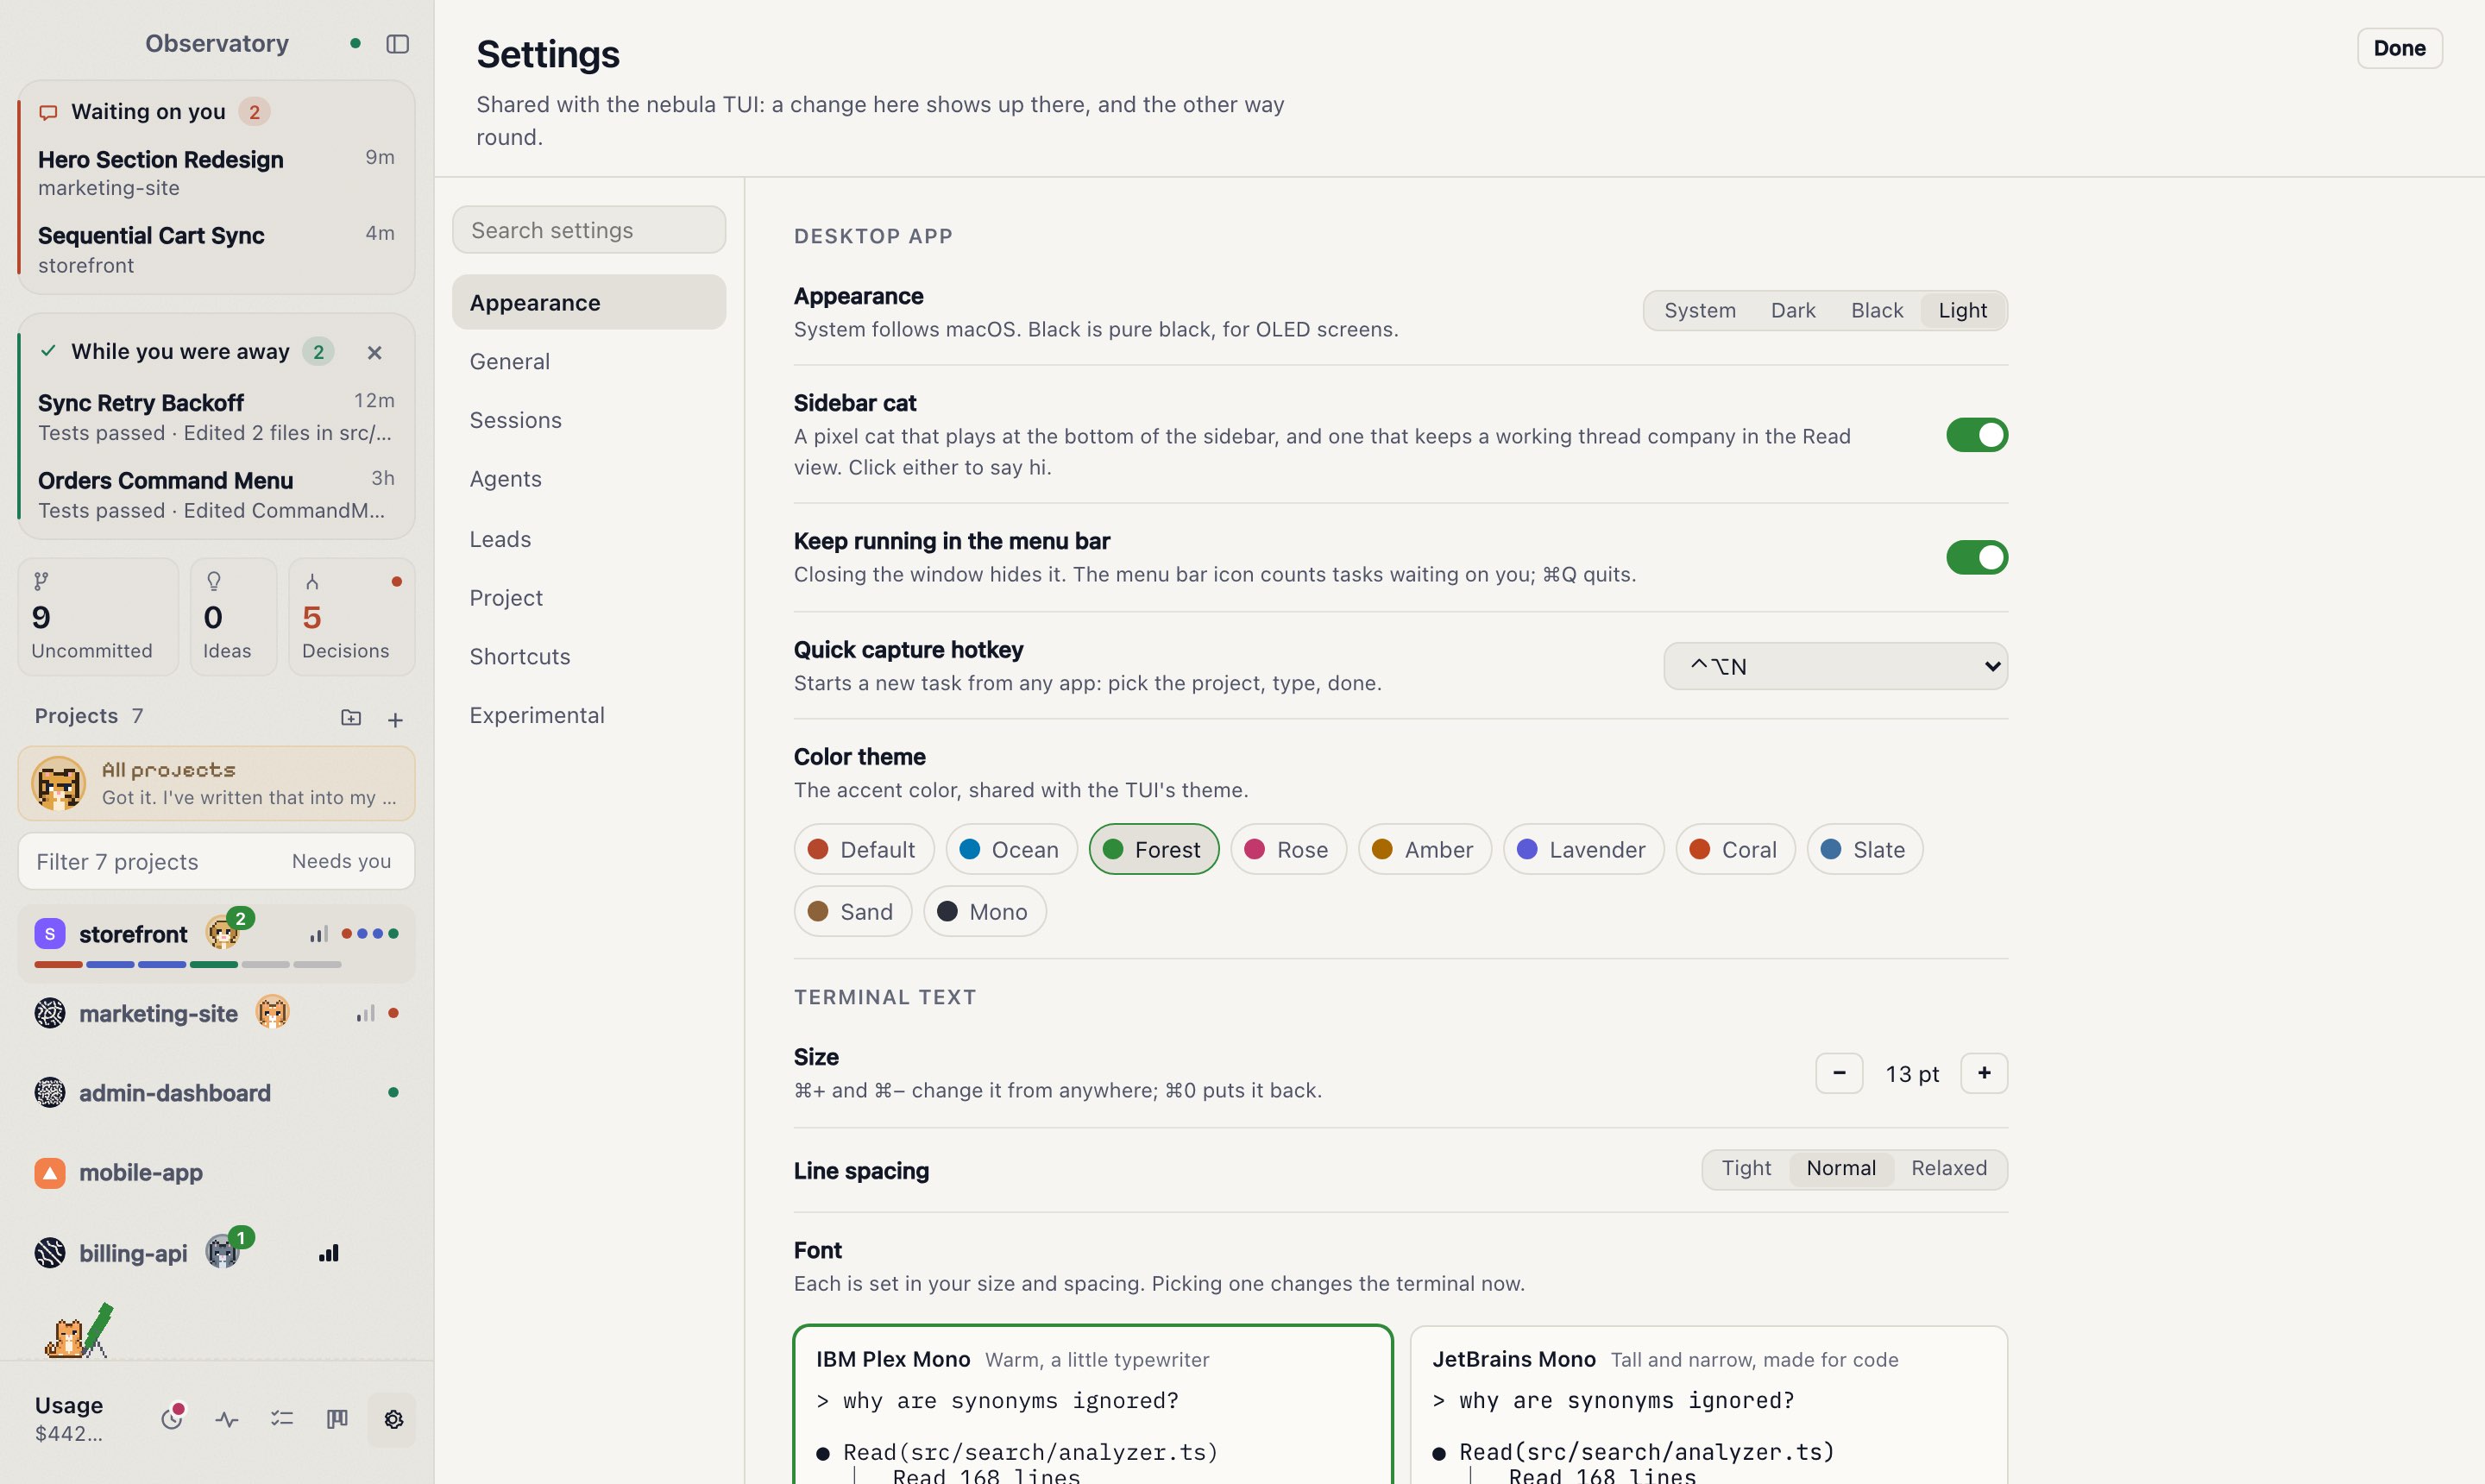 Observatory
Waiting on you 2
Hero Section Redesign 9m
marketing-site
Sequential Cart Sync 4m
storefront
While you were away 2
Sync Retry Backoff 12m
Tests passed · Edited 2 files in src/...
Orders Command Menu 3h
Tests passed · Edited CommandM...
9
Uncommitted
0
Ideas
5
Decisions
Projects 7
All projects
Got it. I've written that into my ...
Filter 7 projects Needs you
S storefront 2
marketing-site
admin-dashboard
mobile-app
billing-api 1
Usage
$442...
Settings
Done
Shared with the nebula TUI: a change here shows up there, and the other way
round.
Search settings
Appearance
General
Sessions
Agents
Leads
Project
Shortcuts
Experimental
DESKTOP APP
Appearance
System follows macOS. Black is pure black, for OLED screens.
System Dark Black Light
Sidebar cat
A pixel cat that plays at the bottom of the sidebar, and one that keeps a working thread company in the Read
view. Click either to say hi.
Keep running in the menu bar
Closing the window hides it. The menu bar icon counts tasks waiting on you; ⌘Q quits.
Quick capture hotkey
Starts a new task from any app: pick the project, type, done.
⌃⌥N
Color theme
The accent color, shared with the TUI's theme.
Default Ocean Forest Rose Amber Lavender Coral Slate
Sand Mono
TERMINAL TEXT
Size
⌘+ and ⌘– change it from anywhere; ⌘0 puts it back.
− 13 pt +
Line spacing
Tight Normal Relaxed
Font
Each is set in your size and spacing. Picking one changes the terminal now.
IBM Plex Mono Warm, a little typewriter
> why are synonyms ignored?
● Read(src/search/analyzer.ts)
Read 168 lines
JetBrains Mono Tall and narrow, made for code
> why are synonyms ignored?
● Read(src/search/analyzer.ts)
Read 168 lines